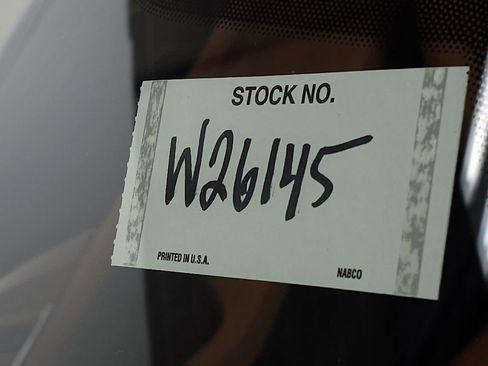 STOCK NO.
W26145
PRINTED IN U.S.A.
NABCO